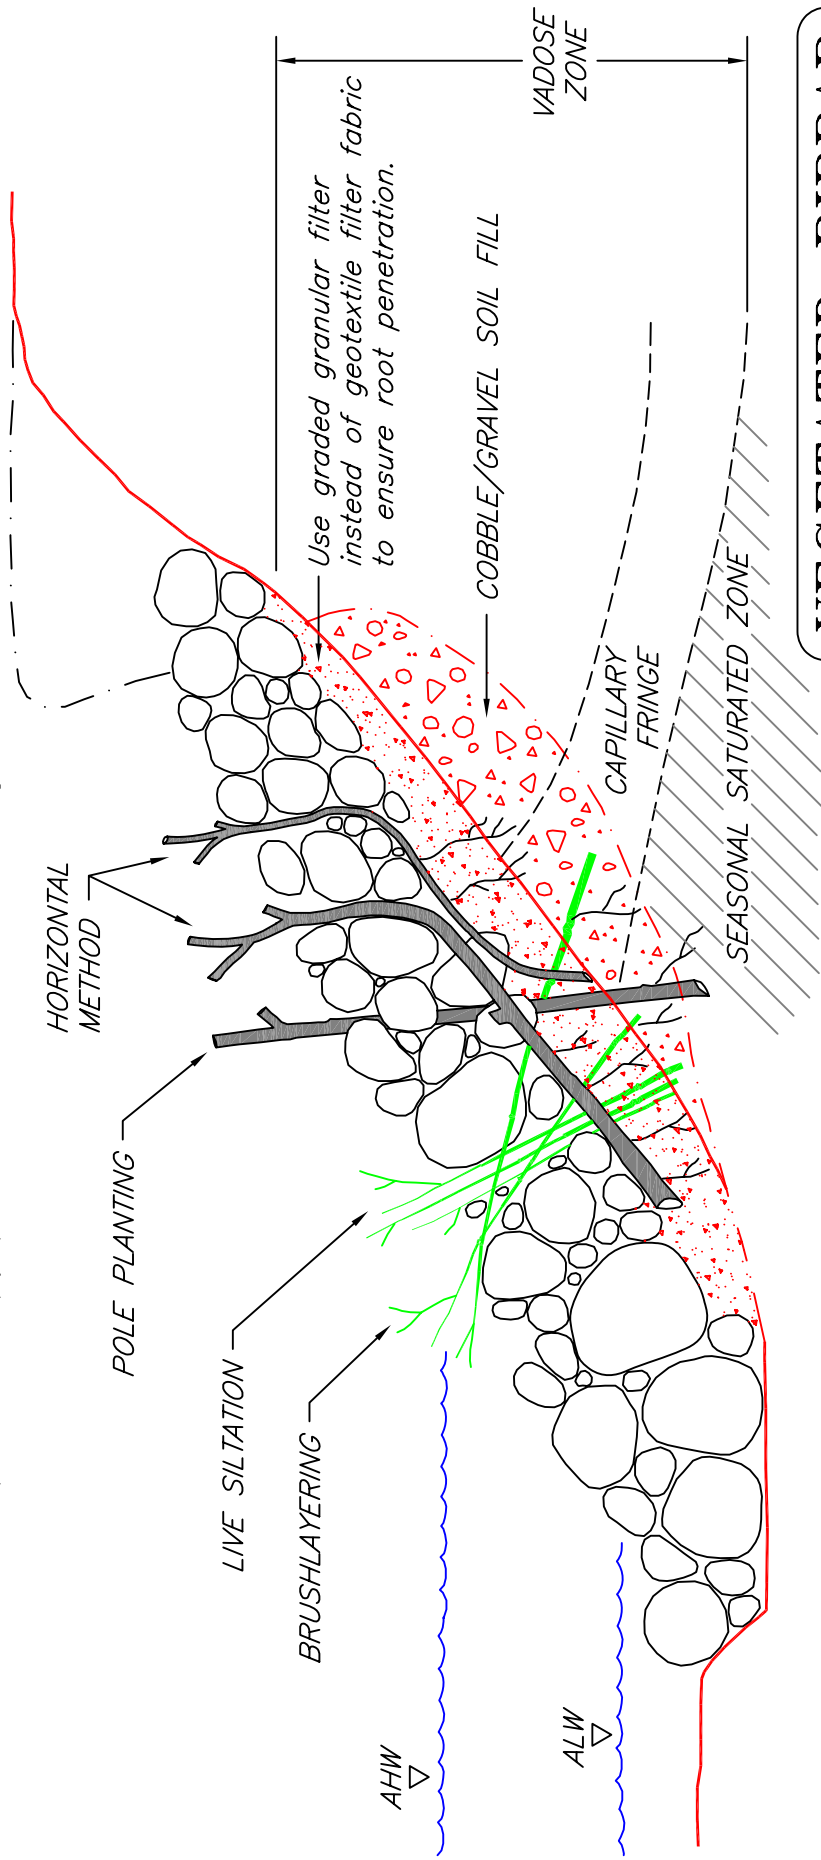 VADOSE
ZONE
Use graded granular filter
instead of geotextile filter fabric
to ensure root penetration.
COBBLE/GRAVEL SOIL FILL
HORIZONTAL
METHOD
CAPILLARY
FRINGE
SEASONAL SATURATED ZONE
POLE PLANTING
LIVE SILTATION
BRUSHLAYERING
AHW
ALW